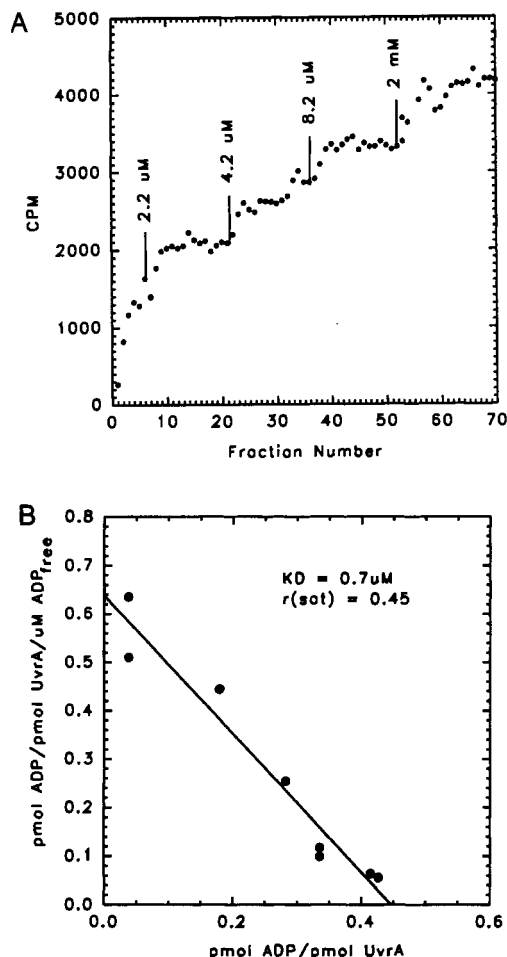 A
5000
4000
3000
2000
1000
0
CPM
2.2 uM
4.2 uM
8.2 uM
2 mM
0 10 20 30 40 50 60 70
Fraction Number
B
0.8
0.7
0.6
0.5
0.4
0.3
0.2
0.1
0.0
pmol ADP/pmol UvrA/uM ADPfree
KD = 0.7uM
r(sat) = 0.45
0.0 0.2 0.4 0.6
pmol ADP/pmol UvrA